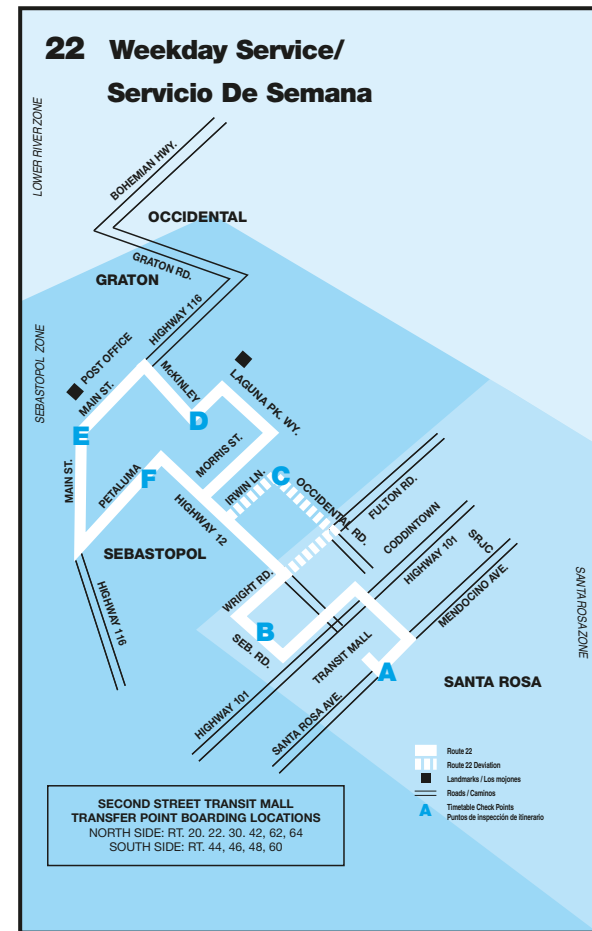 22 Weekday Service/
Servicio De Semana
LOWER RIVER ZONE
BOHEMIAN HWY.
OCCIDENTAL
GRATON RD.
GRATON
HIGHWAY 116
SEBASTOPOL ZONE
POST OFFICE
MAIN ST.
McKINLEY
LAGUNA PK. WY.
E
D
MORRIS ST.
MAIN ST.
PETALUMA
F
IRWIN LN.
C
OCCIDENTAL RD.
FULTON RD.
HIGHWAY 12
CODDINTOWN
HIGHWAY 101
SRJC
MENDOCINO AVE.
SEBASTOPOL
HIGHWAY 116
WRIGHT RD.
B
SEB. RD.
TRANSIT MALL
A
SANTA ROSA ZONE
SANTA ROSA
HIGHWAY 101
SANTA ROSA AVE.
Route 22
Route 22 Deviation
Landmarks / Los mojones
Roads / Caminos
A Timetable Check Points
Puntos de inspección de itinerario
SECOND STREET TRANSIT MALL
TRANSFER POINT BOARDING LOCATIONS
NORTH SIDE: RT. 20. 22. 30. 42, 62, 64
SOUTH SIDE: RT. 44, 46, 48, 60